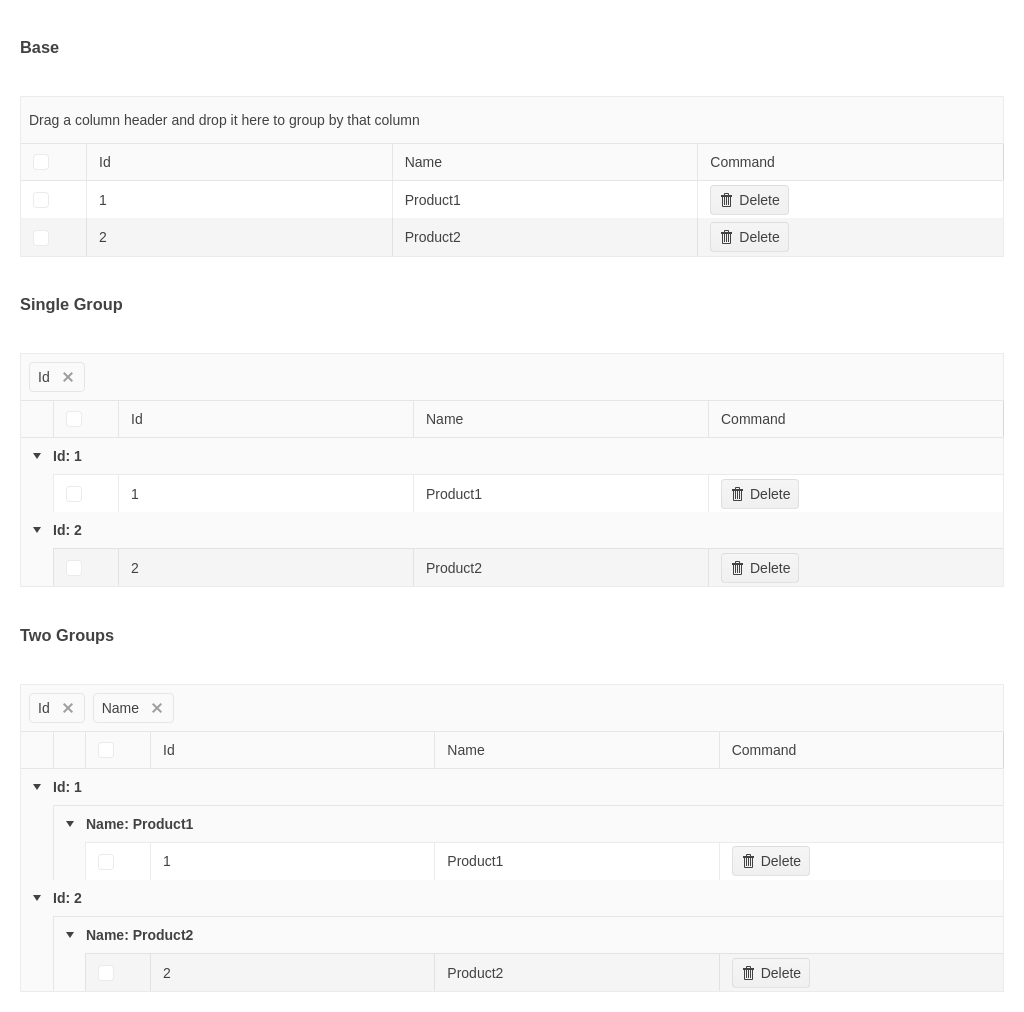 Base
Drag a column header and drop it here to group by that column
Id Name Command
1 Product1 Delete
2 Product2 Delete
Single Group
Id
Id Name Command
Id: 1
1 Product1 Delete
Id: 2
2 Product2 Delete
Two Groups
Id Name
Id Name Command
Id: 1
Name: Product1
1 Product1 Delete
Id: 2
Name: Product2
2 Product2 Delete